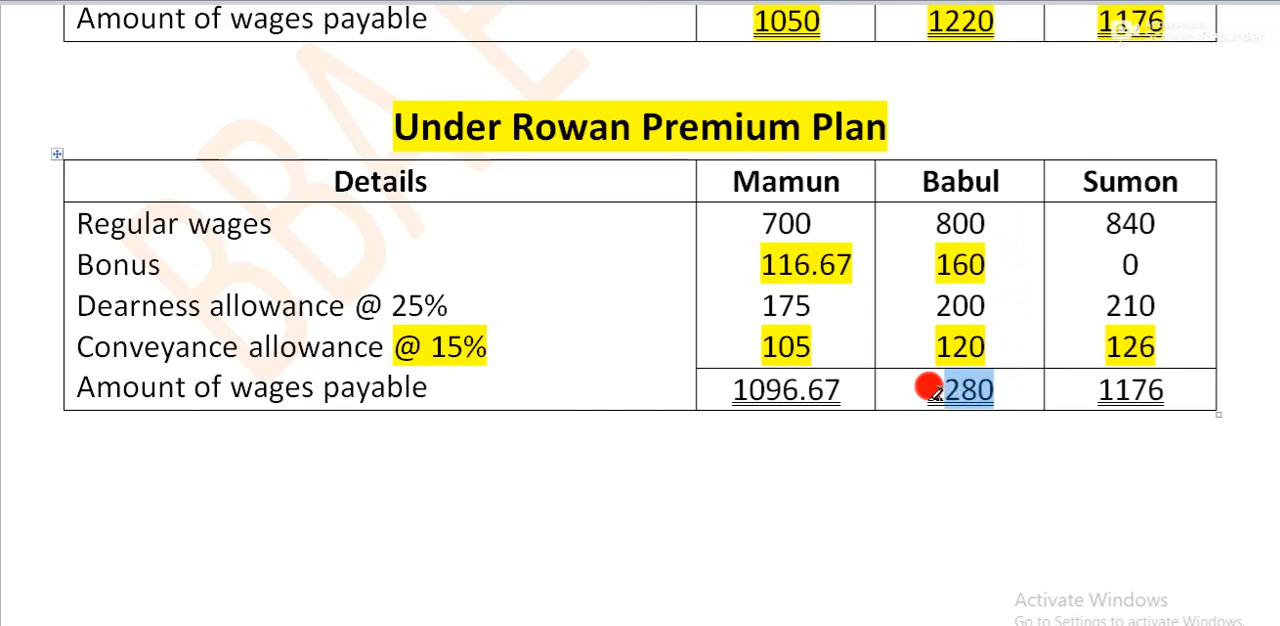 Amount of wages payable 1050 1220 1176
Under Rowan Premium Plan
Details Mamun Babul Sumon
Regular wages 700 800 840
Bonus 116.67 160 0
Dearness allowance @ 25% 175 200 210
Conveyance allowance @ 15% 105 120 126
Amount of wages payable 1096.67 280 1176
BBA
Activate Windows
Go to Settings to activate Windows.